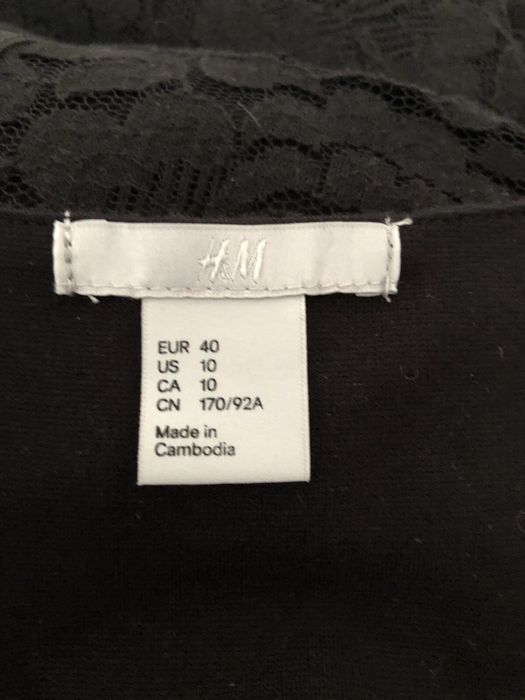 H&M
EUR 40
US 10
CA 10
CN 170/92A
Made in
Cambodia